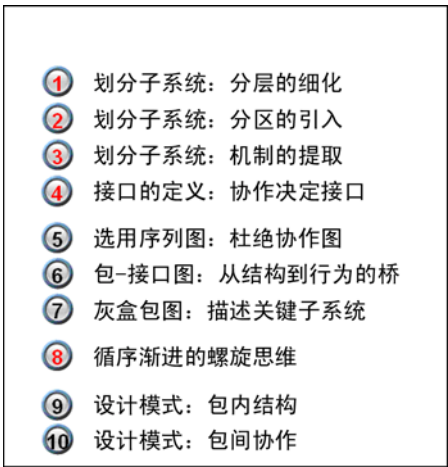 1 划分子系统：分层的细化
2 划分子系统：分区的引入
3 划分子系统：机制的提取
4 接口的定义：协作决定接口
5 选用序列图：杜绝协作图
6 包-接口图：从结构到行为的桥
7 灰盒包图：描述关键子系统
8 循序渐进的螺旋思维
9 设计模式：包内结构
10 设计模式：包间协作